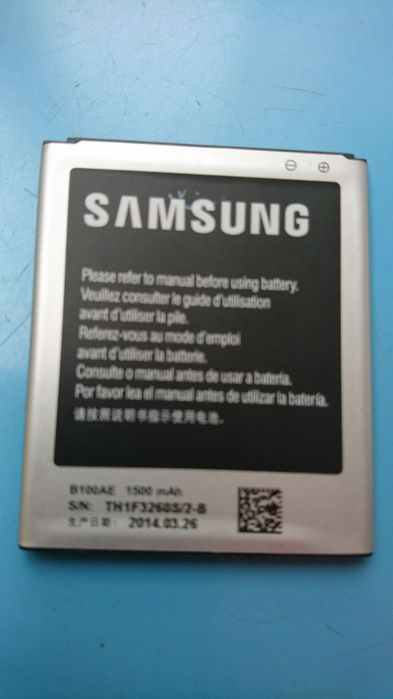 ⊖ ⊕
SAMSUNG
Please refer to manual before using battery.
Veuillez consulter le guide d'utilisation
avant d'utiliser la pile.
Referez-vous au mode d'emploi
avant d'utiliser la batterie.
Consulte o manual antes de usar a bateria.
Por favor lea el manual antes de utilizar la batería.
请按照说明书指示使用电池。
B100AE 1500 mAh
S/N: TH1F3260S/2-B
生产日期: 2014.03.26